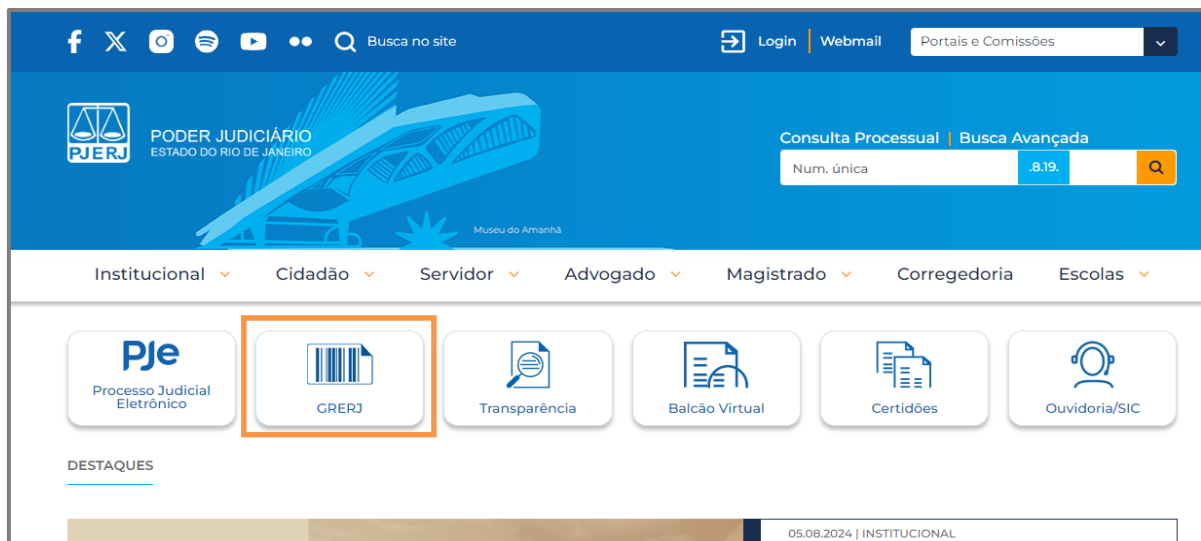 Busca no site
Login | Webmail
Portais e Comissões
PJERJ
PODER JUDICIÁRIO
ESTADO DO RIO DE JANEIRO
Museu do Amanhã
Consulta Processual | Busca Avançada
Num. única
.8.19.
Institucional
Cidadão
Servidor
Advogado
Magistrado
Corregedoria
Escolas
PJe
Processo Judicial
Eletrônico
GRERJ
Transparência
Balcão Virtual
Certidões
Ouvidoria/SIC
DESTAQUES
05.08.2024 | INSTITUCIONAL